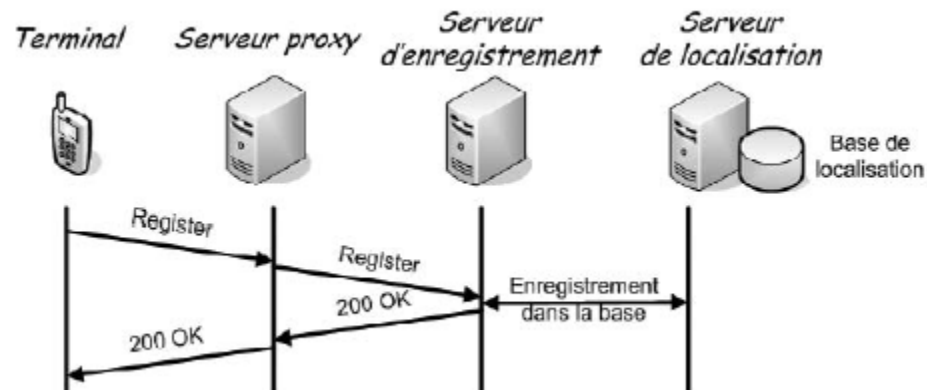 Terminal
Serveur proxy
Serveur
d'enregistrement
Serveur
de localisation
Base de
localisation
Register
Register
Enregistrement
dans la base
200 OK
200 OK